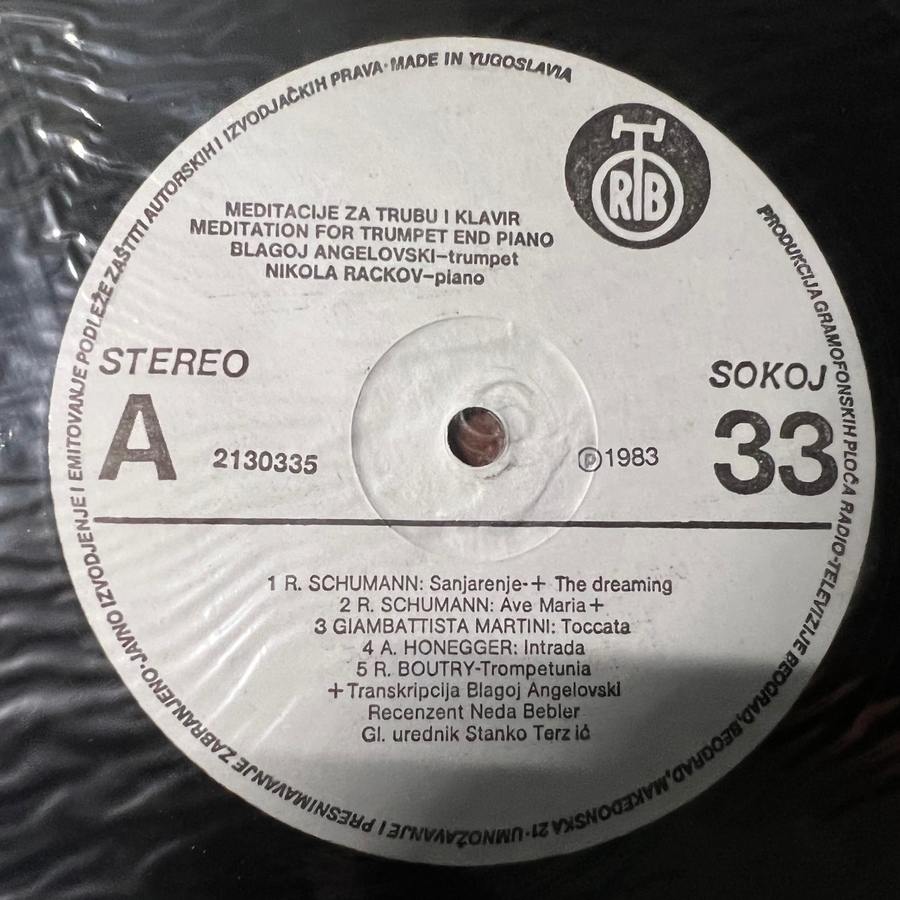 PRODUKCIJA GRAMOFONSKIH PLOČA RADIO-TELEVIZIJE BEOGRAD, BEOGRAD, MAKEDONSKA 21 · UMNOŽAVANJE I PRESNIMAVANJE ZABRANJENO · JAVNO IZVODJENJE I EMITOVANJE PODLEŽE ZAŠTITI AUTORSKIH I IZVODJAČKIH PRAVA · MADE IN YUGOSLAVIA
RTB
MEDITACIJE ZA TRUBU I KLAVIR
MEDITATION FOR TRUMPET END PIANO
BLAGOJ ANGELOVSKI–trumpet
NIKOLA RACKOV–piano
STEREO
SOKOJ
A
2130335
℗1983
33
1 R. SCHUMANN: Sanjarenje-+ The dreaming
2 R. SCHUMANN: Ave Maria+
3 GIAMBATTISTA MARTINI: Toccata
4 A. HONEGGER: Intrada
5 R. BOUTRY-Trompetunia
+Transkripcija Blagoj Angelovski
Recenzent Neda Bebler
Gl. urednik Stanko Terzić